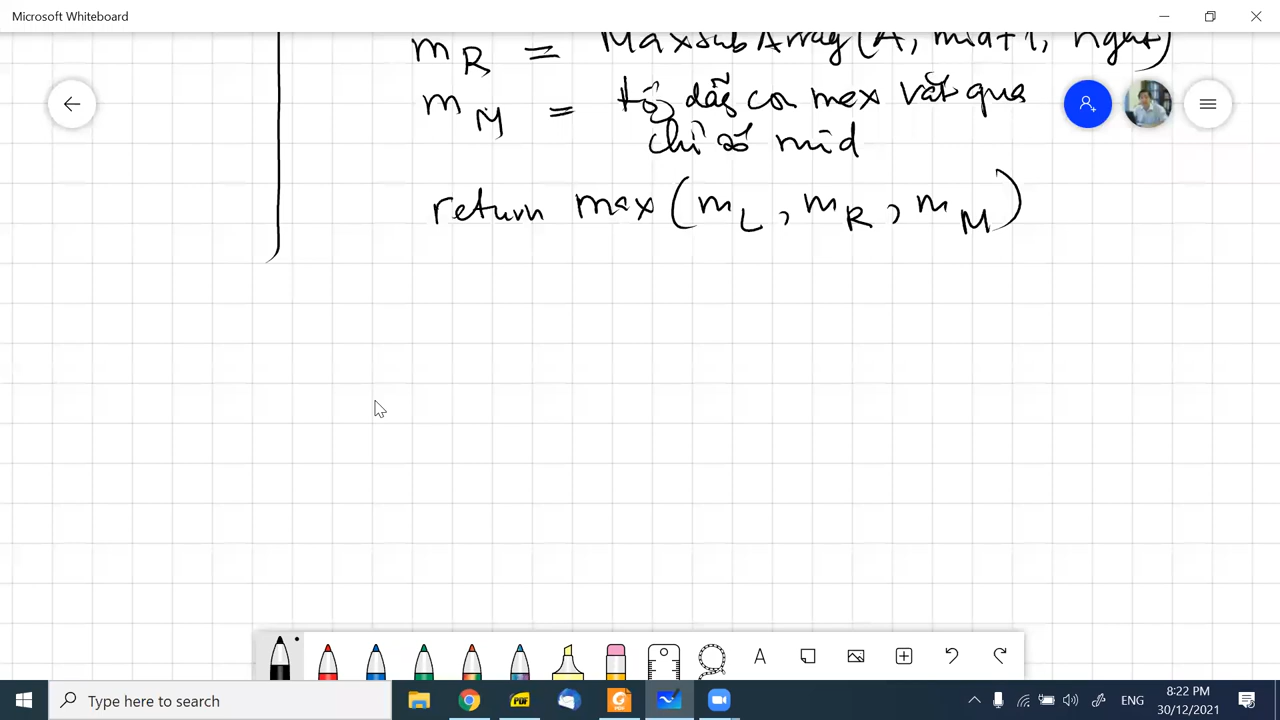 Microsoft Whiteboard
m_R = MaxSubArray(A, mid+1, right)
m_M = tổng dãy con max vắt qua
chỉ số mid
return max(m_L, m_R, m_M)
A
Type here to search
PDF
ENG
8:22 PM
30/12/2021